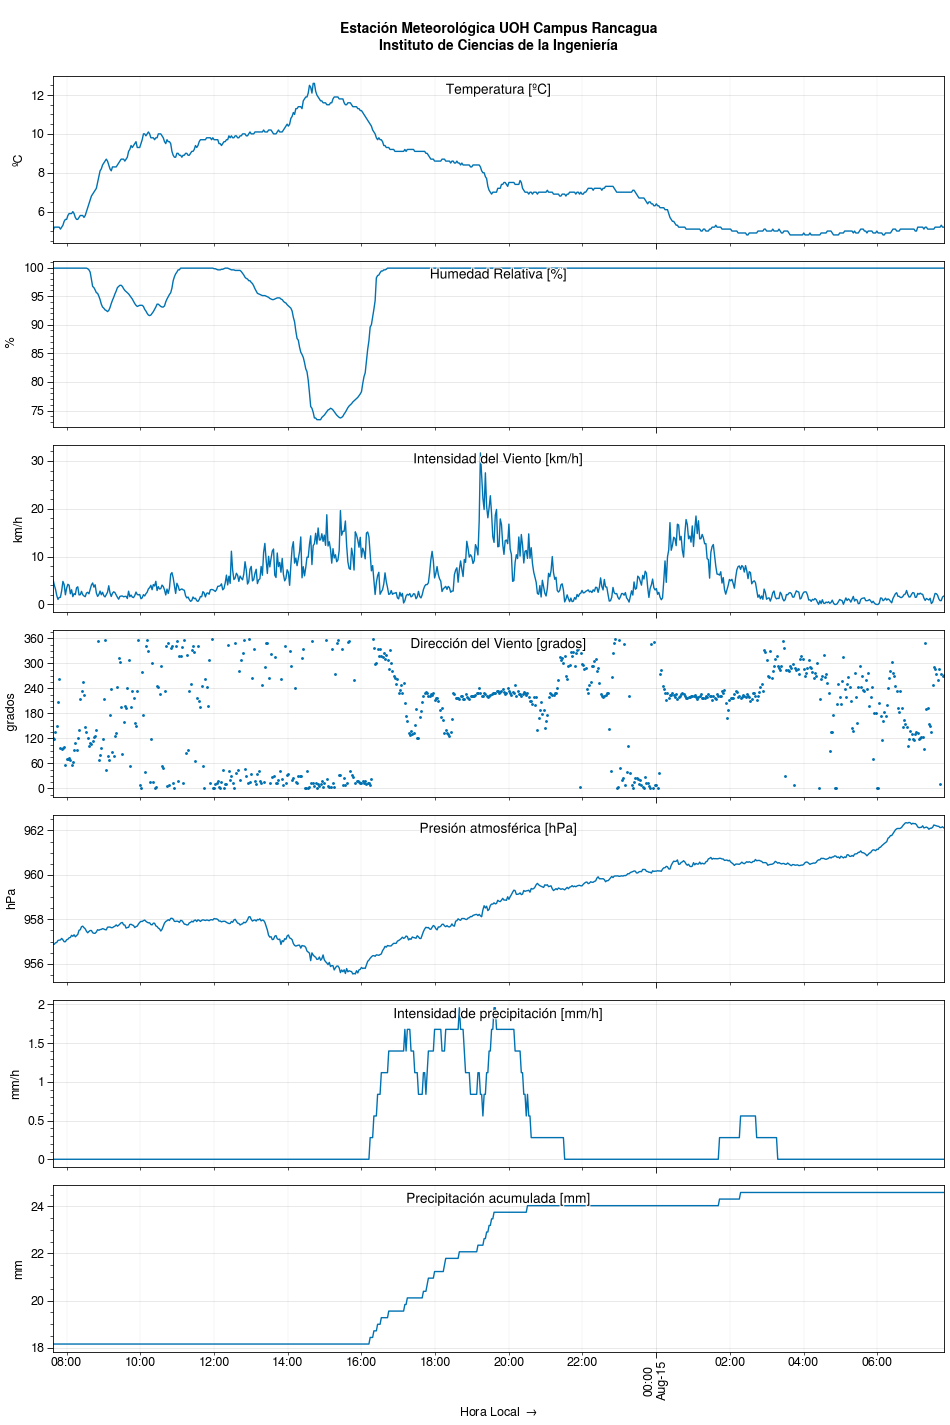 Estación Meteorológica UOH Campus Rancagua
Instituto de Ciencias de la Ingeniería
Temperatura [ºC]
12
10
8
6
ºC
Humedad Relativa [%]
100
95
90
85
80
75
%
Intensidad del Viento [km/h]
30
20
10
0
km/h
Dirección del Viento [grados]
360
300
240
180
120
60
0
grados
Presión atmosférica [hPa]
962
960
958
956
hPa
Intensidad de precipitación [mm/h]
2
1.5
1
0.5
0
mm/h
Precipitación acumulada [mm]
24
22
20
18
mm
08:00 10:00 12:00 14:00 16:00 18:00 20:00 22:00 00:00 02:00 04:00 06:00
Aug-15
Hora Local →